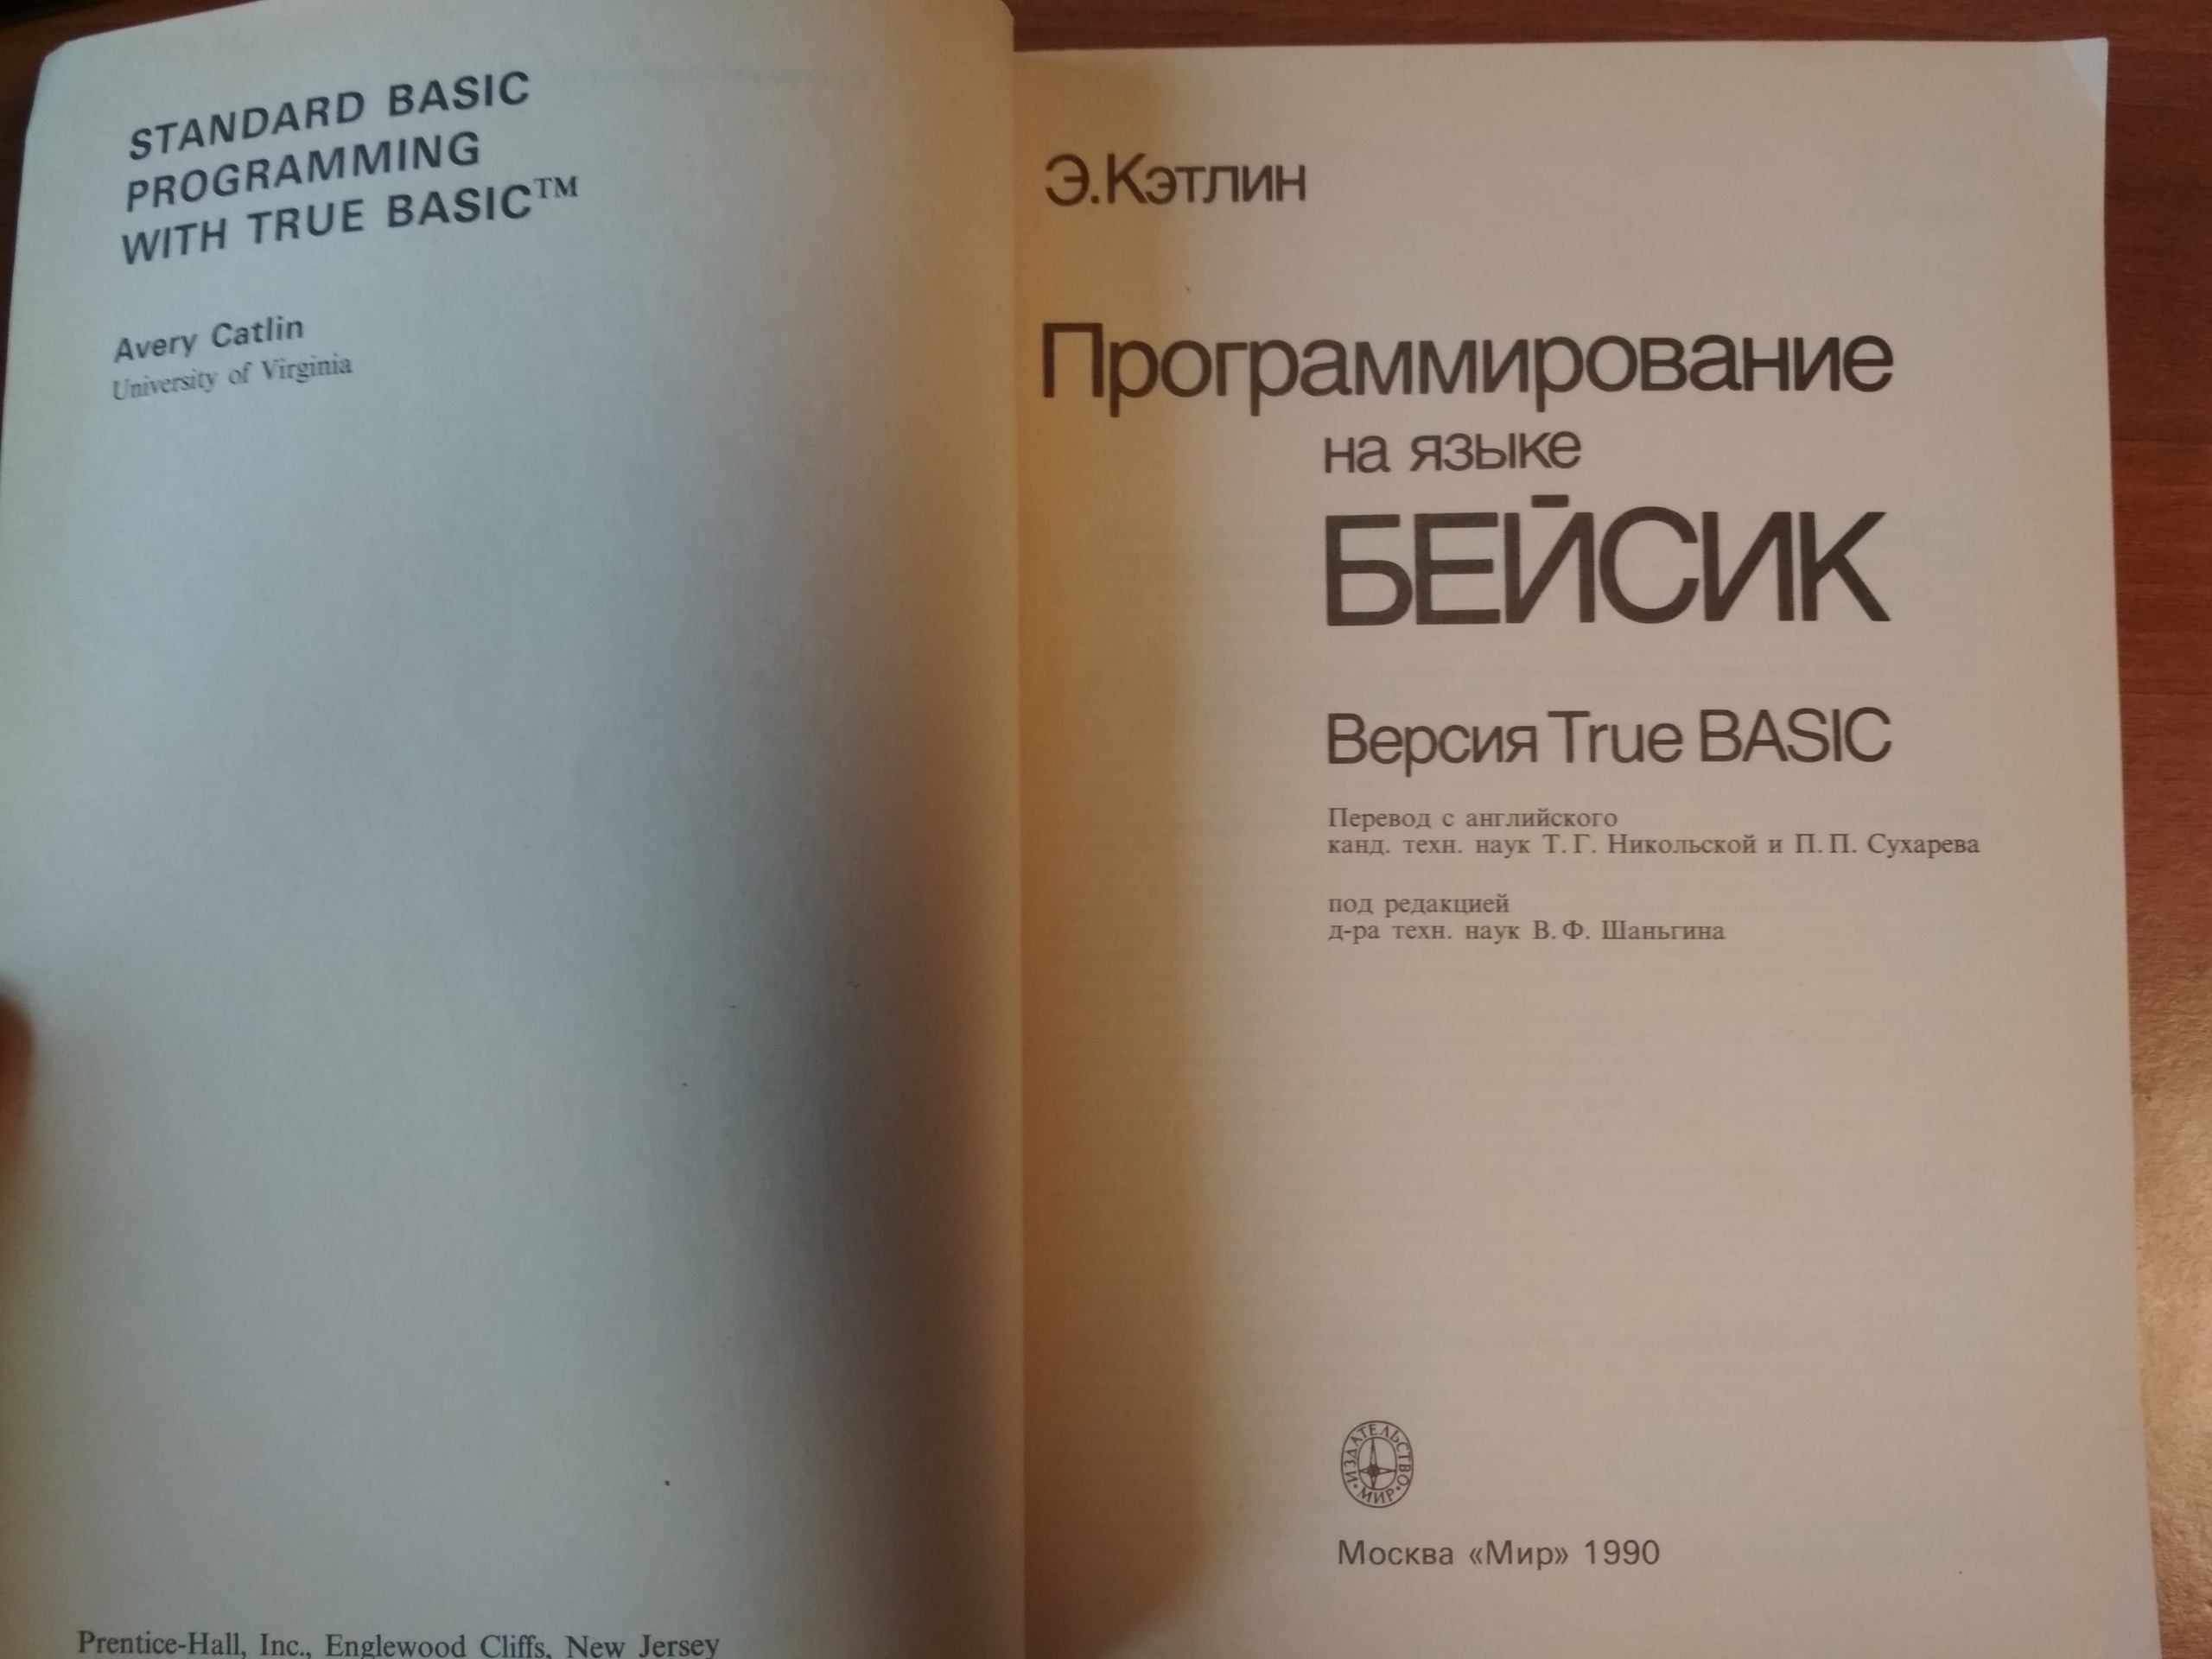 STANDARD BASIC
PROGRAMMING
WITH TRUE BASIC™
Avery Catlin
University of Virginia
Prentice-Hall, Inc., Englewood Cliffs, New Jersey
Э.Кэтлин
Программирование
на языке
БЕЙСИК
Версия True BASIC
Перевод с английского
канд. техн. наук Т. Г. Никольской и П. П. Сухарева
под редакцией
д-ра техн. наук В. Ф. Шаньгина
ИЗДАТЕЛЬСТВО
• МИР •
Москва «Мир» 1990